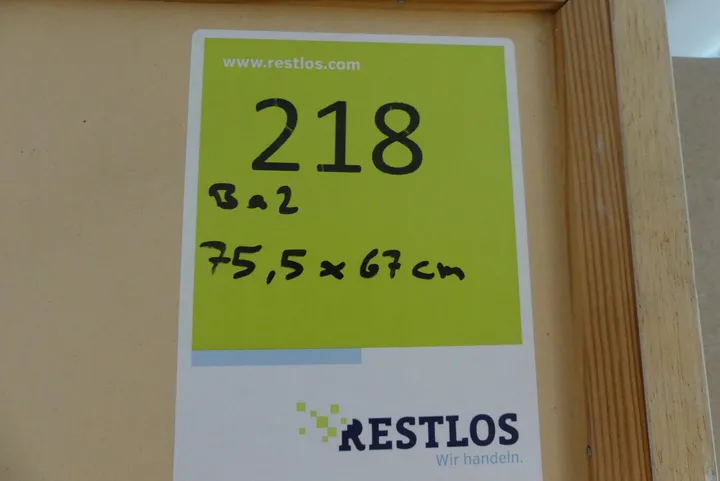 www.restlos.com
218
Ba2
75,5 x 67 cm
RESTLOS
Wir handeln.